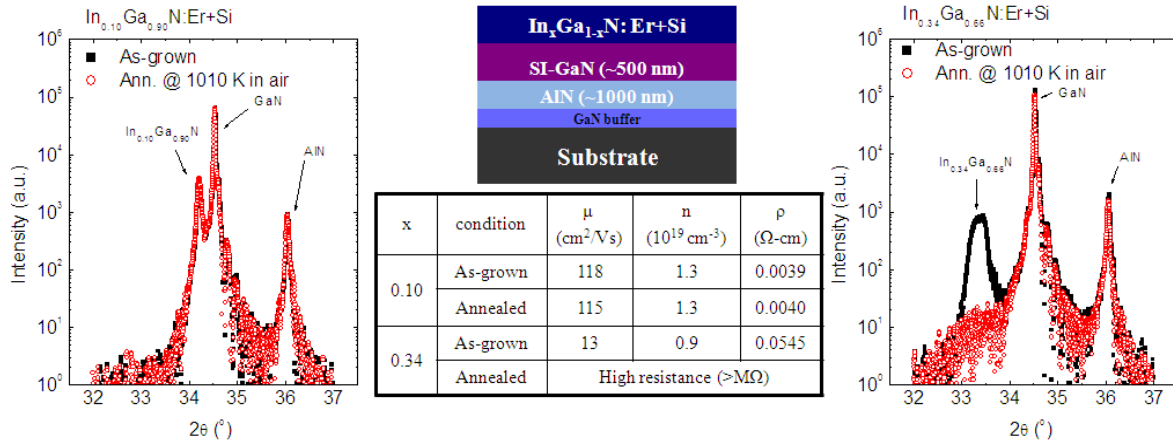 In0.10Ga0.90N:Er+Si
10^6
10^5
10^4
10^3
10^2
10^1
10^0
Intensity (a.u.)
As-grown
Ann. @ 1010 K in air
GaN
In0.10Ga0.90N
AlN
32 33 34 35 36 37
2θ (°)
InxGa1-xN: Er+Si
SI-GaN (~500 nm)
AlN (~1000 nm)
GaN buffer
Substrate
x condition μ (cm2/Vs) n (10^19 cm-3) ρ (Ω-cm)
0.10 As-grown 118 1.3 0.0039
Annealed 115 1.3 0.0040
0.34 As-grown 13 0.9 0.0545
Annealed High resistance (>MΩ)
In0.34Ga0.66N:Er+Si
10^6
10^5
10^4
10^3
10^2
10^1
10^0
Intensity (a.u.)
As-grown
Ann. @ 1010 K in air
GaN
In0.34Ga0.66N
AlN
32 33 34 35 36 37
2θ (°)